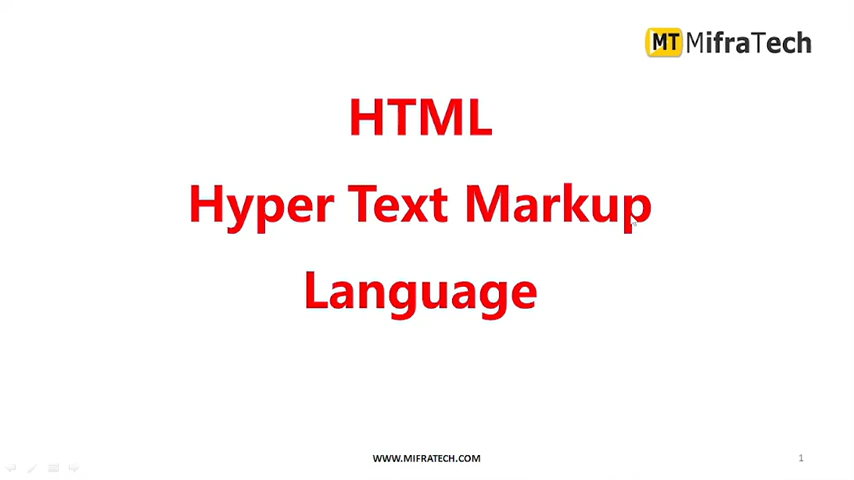 MT MifraTech
HTML
Hyper Text Markup
Language
WWW.MIFRATECH.COM
1